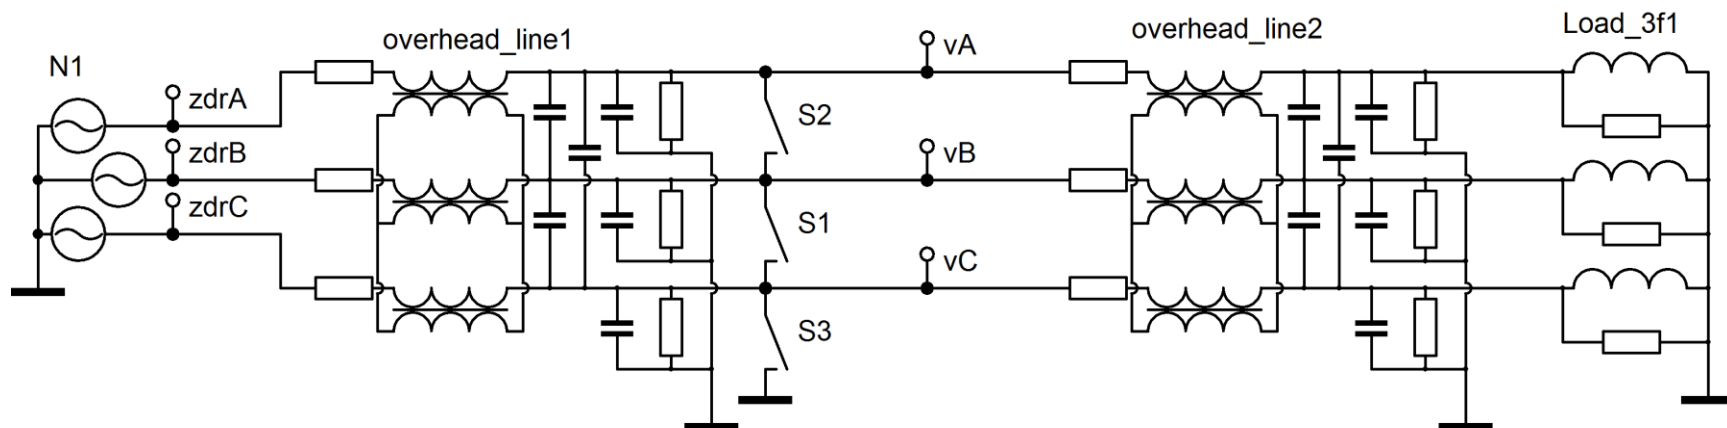 overhead_line1
vA
overhead_line2
Load_3f1
N1
zdrA
S2
zdrB
vB
zdrC
S1
vC
S3